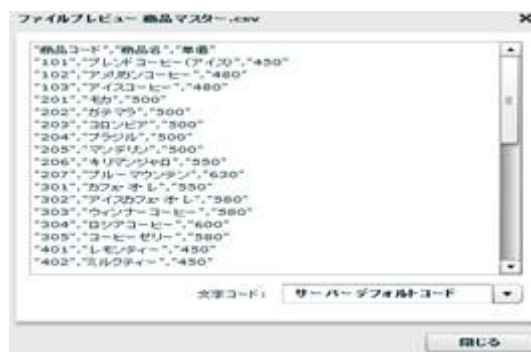 ファイルプレビュー 商品マスター.csv
"商品コード","商品名","単価"
"101","ブレンドコーヒー(アイス)","450"
"102","アメリカンコーヒー","480"
"103","アイスコーヒー","480"
"201","モカ","500"
"202","ガテマラ","500"
"203","コロンビア","500"
"204","ブラジル","500"
"205","マンデリン","500"
"206","キリマンジャロ","550"
"207","ブルーマウンテン","620"
"301","カフェ・オ・レ","550"
"302","アイスカフェ・オ・レ","580"
"303","ウィンナーコーヒー","580"
"304","ロシアコーヒー","600"
"305","コーヒーゼリー","580"
"401","レモンティー","450"
"402","ミルクティー","450"
文字コード: サーバーデフォルトコード
閉じる